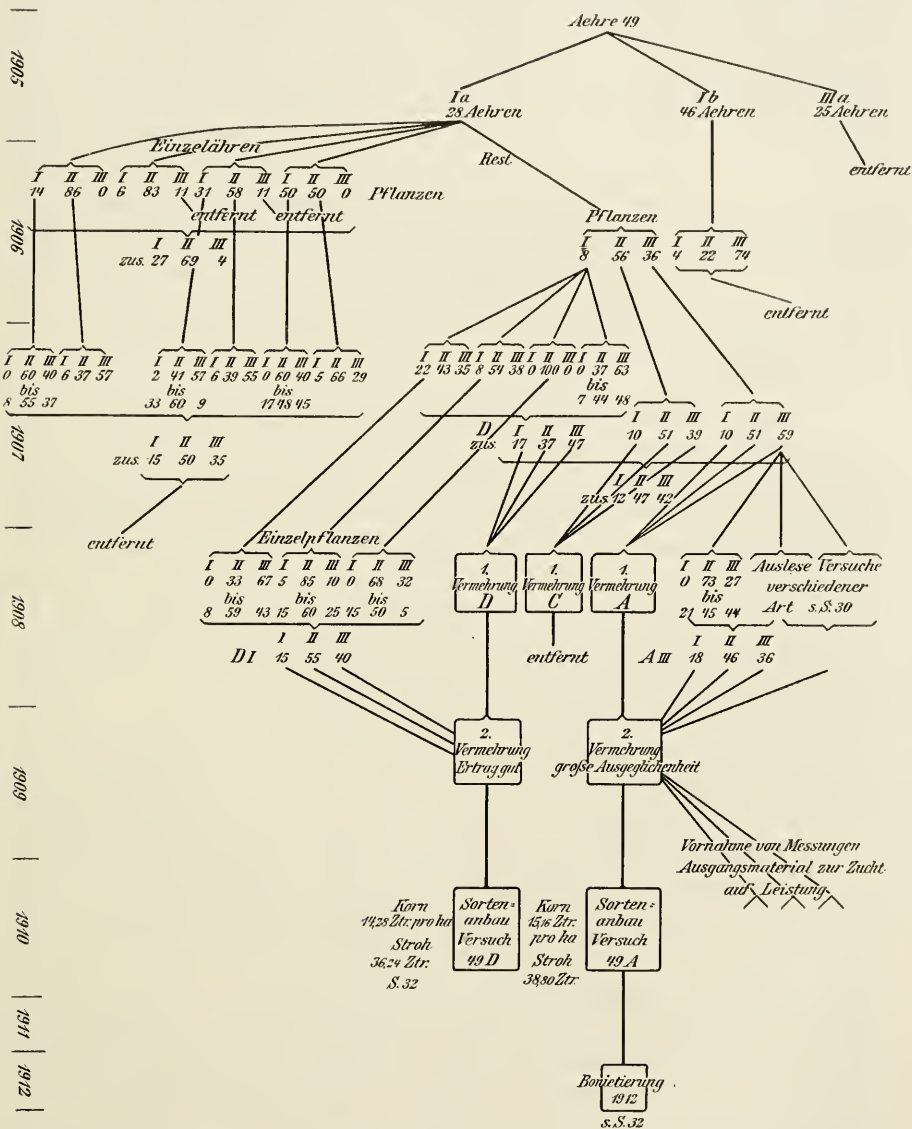 Aehre 49
1905
Ia Ib IIIa
28 Aehren 46 Aehren 25 Aehren
Einzelähren
Rest
entfernt
I II III I II III I II III I II III
14 86 0 6 83 11 31 58 11 50 50 0 Pflanzen
entfernt entfernt
Pflanzen
I II III I II III
8 56 36 4 22 74
1906
I II III
zus. 27 69 4
entfernt
I II III I II III I II III I II III I II III I II III
0 60 40 6 37 57 2 41 57 6 39 55 0 60 40 5 66 29
bis bis bis
8 55 37 33 60 9 17 48 45
I II III I II III I II III I II III
22 43 35 8 54 38 0 100 0 0 37 63
bis
7 44 48
1907
I II III
zus. 15 50 35
D I II III
zus. 17 37 47
I II III I II III
10 51 39 10 51 59
I II III
zus. 12 47 42
entfernt
Einzelpflanzen
I II III I II III I II III
0 33 67 5 85 10 0 68 32
bis bis bis
8 59 43 15 60 25 45 50 5
1.
Vermehrung
D
1.
Vermehrung
C
1.
Vermehrung
A
I II III
0 73 27
bis
21 45 44
Auslese Versuche
verschiedener
Art s.S.30
1908
I II III
D I 15 55 40
entfernt
I II III
A III 18 46 36
2.
Vermehrung
Ertrag gut
2.
Vermehrung
große Ausgeglichenheit
1909
Vornahme von Messungen
Ausgangsmaterial zur Zucht
auf Leistung.
1910
Korn
14,28 Ztr. pro ha
Stroh
36,24 Ztr.
S. 32
Sorten=
anbau
Versuch
49 D
Korn
15,16 Ztr.
pro ha
Stroh
38,80 Ztr.
Sorten=
anbau
Versuch
49 A
1911
1912
Bonietierung
1912
s.S. 32